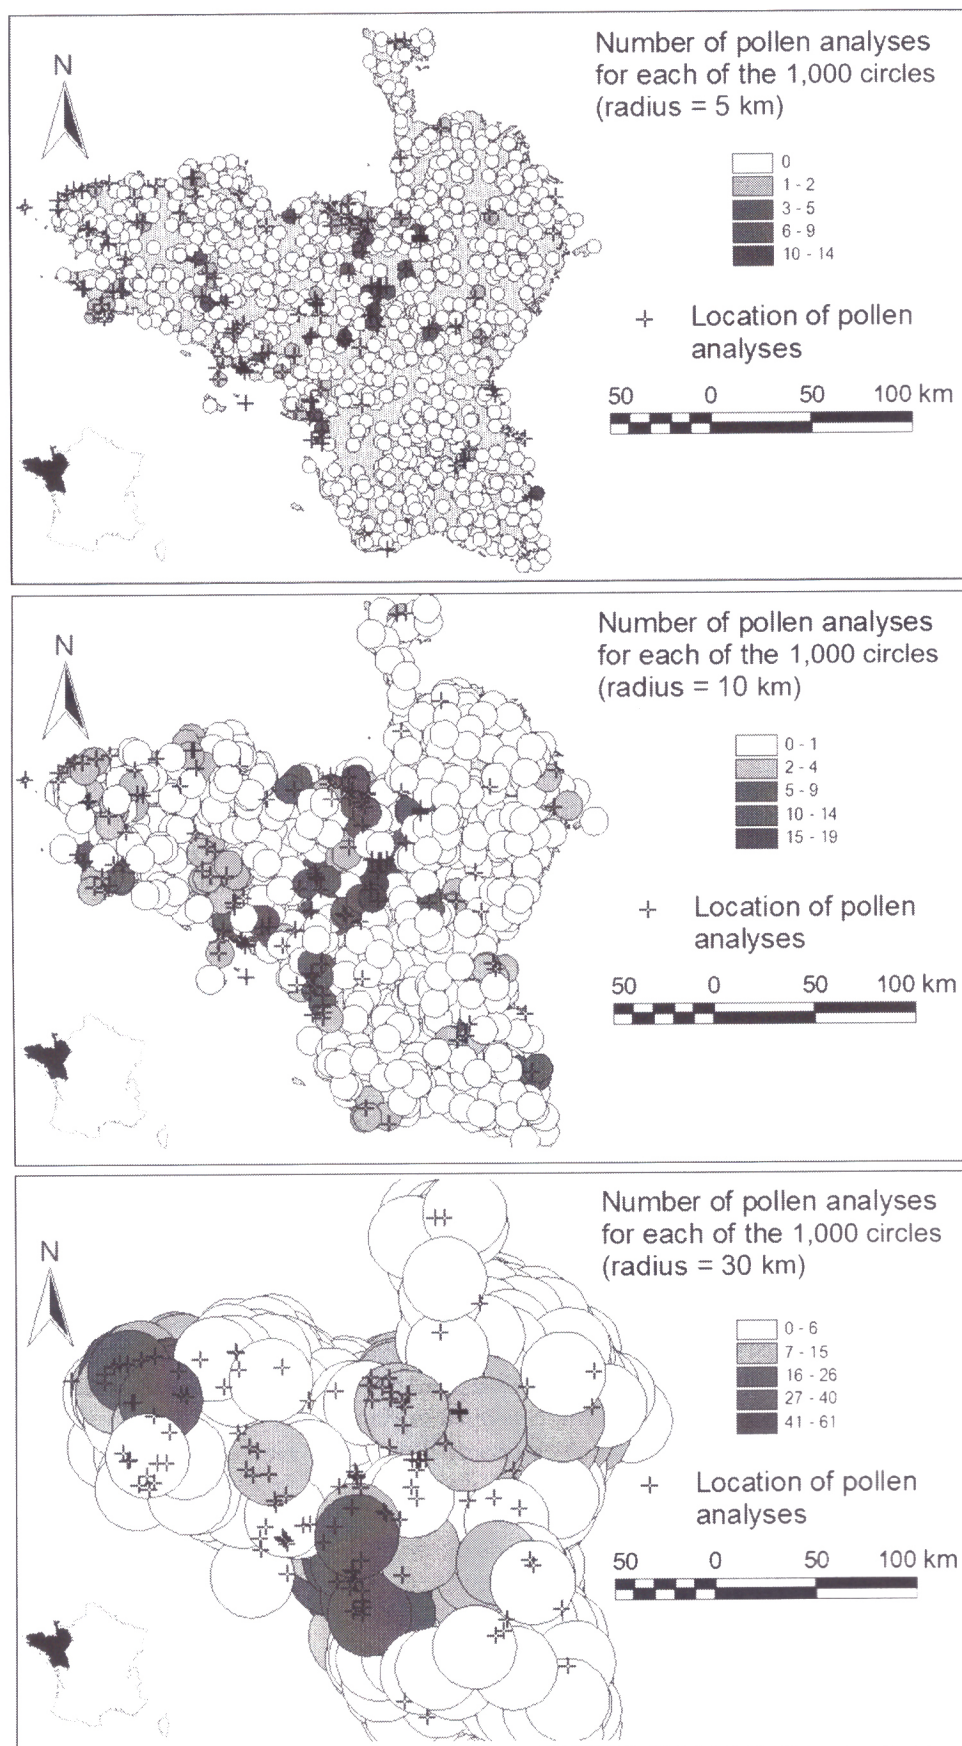 Number of pollen analyses
for each of the 1,000 circles
(radius = 5 km)
N
0
1 - 2
3 - 5
6 - 9
10 - 14
Location of pollen
analyses
50 0 50 100 km
Number of pollen analyses
for each of the 1,000 circles
(radius = 10 km)
N
0 - 1
2 - 4
5 - 9
10 - 14
15 - 19
Location of pollen
analyses
50 0 50 100 km
Number of pollen analyses
for each of the 1,000 circles
(radius = 30 km)
N
0 - 6
7 - 15
16 - 26
27 - 40
41 - 61
Location of pollen
analyses
50 0 50 100 km